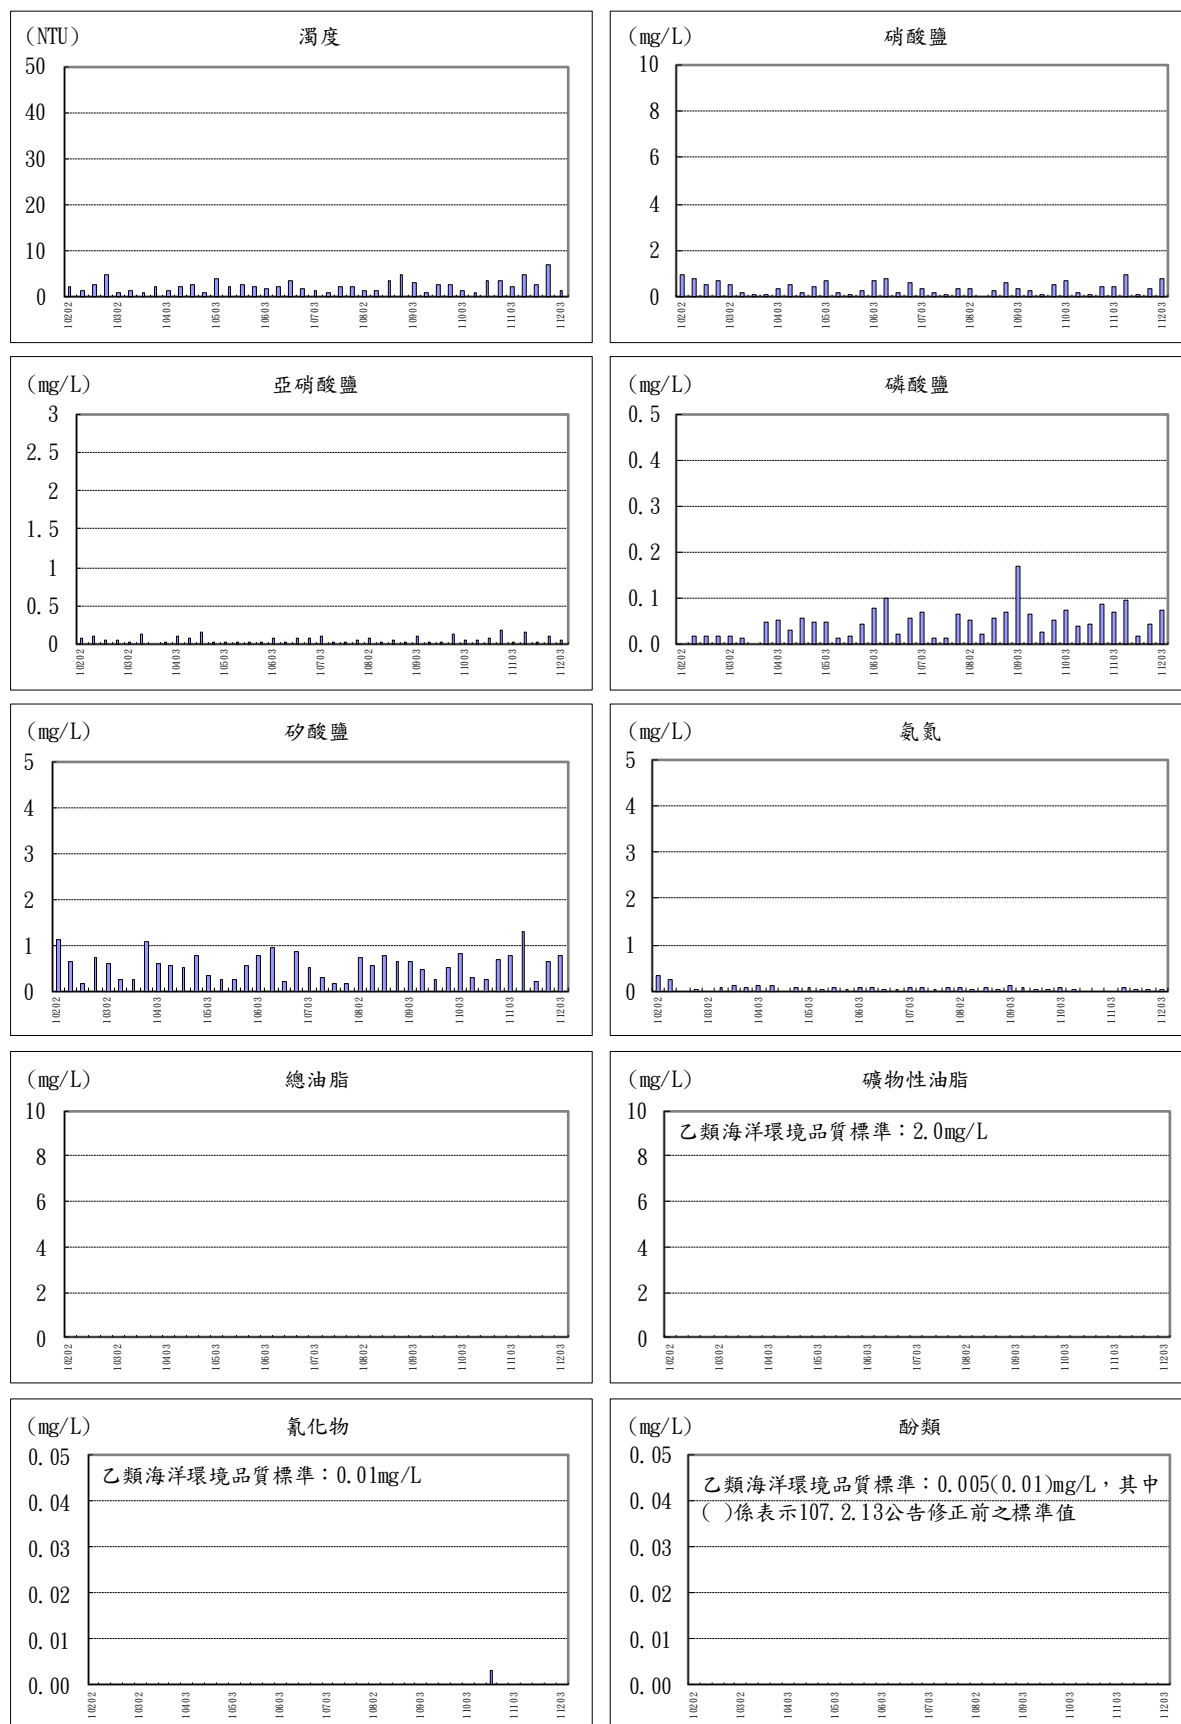 (NTU) 濁度
50
40
30
20
10
0
10202 10302 10403 10503 10603 10703 10802 10903 11003 11103 11203
(mg/L) 硝酸鹽
10
8
6
4
2
0
10202 10302 10403 10503 10603 10703 10802 10903 11003 11103 11203
(mg/L) 亞硝酸鹽
3
2.5
2
1.5
1
0.5
0
10202 10302 10403 10503 10603 10703 10802 10903 11003 11103 11203
(mg/L) 磷酸鹽
0.5
0.4
0.3
0.2
0.1
0.0
10202 10302 10403 10503 10603 10703 10802 10903 11003 11103 11203
(mg/L) 矽酸鹽
5
4
3
2
1
0
10202 10302 10403 10503 10603 10703 10802 10903 11003 11103 11203
(mg/L) 氨氮
5
4
3
2
1
0
10202 10302 10403 10503 10603 10703 10802 10903 11003 11103 11203
(mg/L) 總油脂
10
8
6
4
2
0
10202 10302 10403 10503 10603 10703 10802 10903 11003 11103 11203
(mg/L) 礦物性油脂
乙類海洋環境品質標準：2.0mg/L
10
8
6
4
2
0
10202 10302 10403 10503 10603 10703 10802 10903 11003 11103 11203
(mg/L) 氰化物
乙類海洋環境品質標準：0.01mg/L
0.05
0.04
0.03
0.02
0.01
0.00
10202 10302 10403 10503 10603 10703 10802 10903 11003 11103 11203
(mg/L) 酚類
乙類海洋環境品質標準：0.005(0.01)mg/L，其中
( )係表示107.2.13公告修正前之標準值
0.05
0.04
0.03
0.02
0.01
0.00
10202 10302 10403 10503 10603 10703 10802 10903 11003 11103 11203